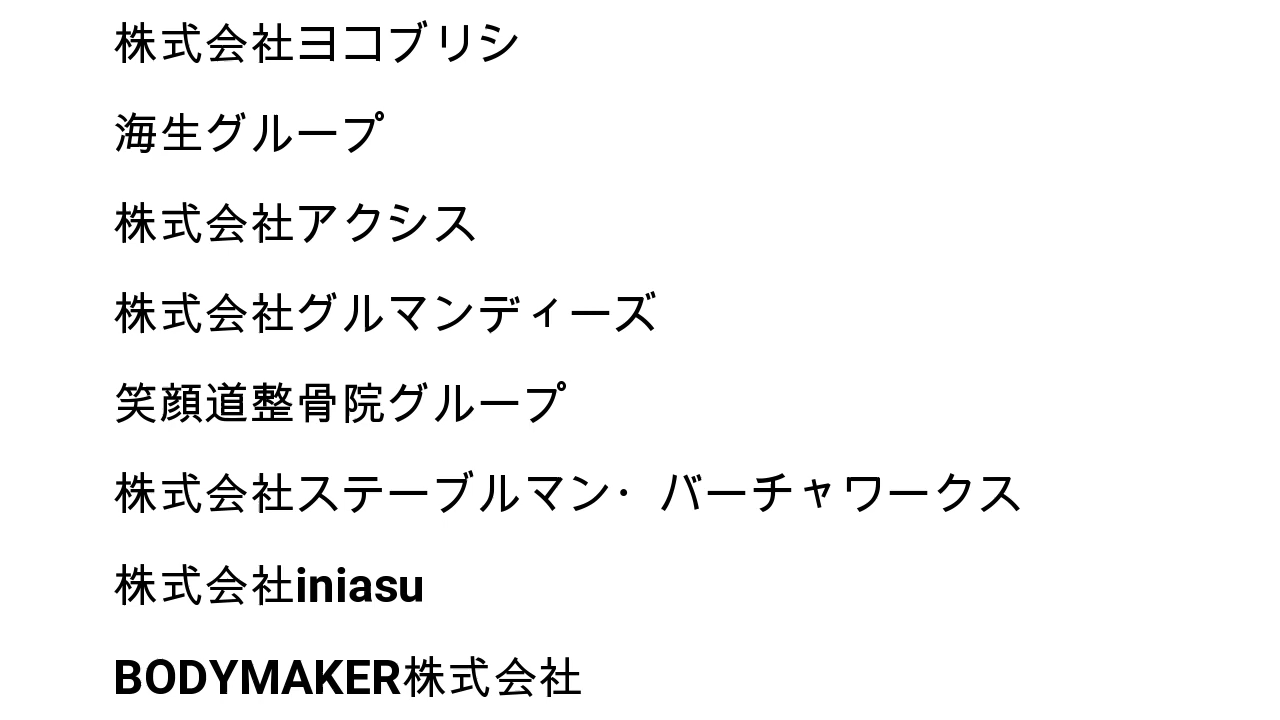 株式会社ヨコブリシ
海生グループ
株式会社アクシス
株式会社グルマンディーズ
笑顔道整骨院グループ
株式会社ステーブルマン・バーチャワークス
株式会社iniasu
BODYMAKER株式会社